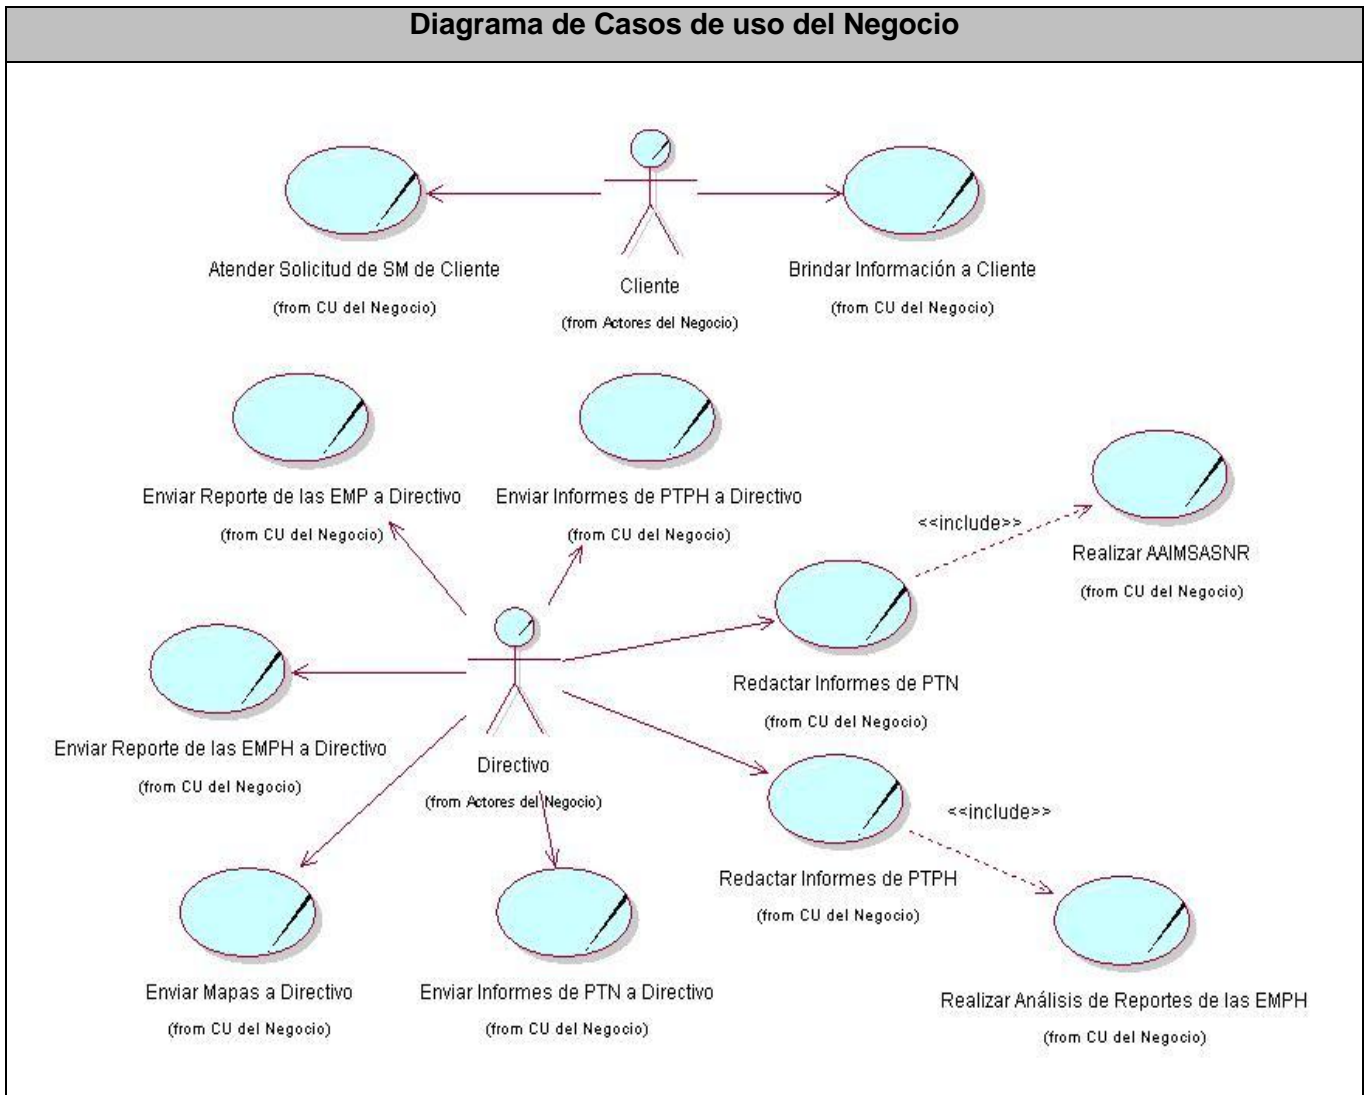 Diagrama de Casos de uso del Negocio
Atender Solicitud de SM de Cliente
(from CU del Negocio)
Cliente
(from Actores del Negocio)
Brindar Información a Cliente
(from CU del Negocio)
Enviar Reporte de las EMP a Directivo
(from CU del Negocio)
Enviar Informes de PTPH a Directivo
(from CU del Negocio)
<<include>>
Realizar AAIMSASNR
(from CU del Negocio)
Redactar Informes de PTN
(from CU del Negocio)
Enviar Reporte de las EMPH a Directivo
(from CU del Negocio)
Directivo
(from Actores del Negocio)
<<include>>
Redactar Informes de PTPH
(from CU del Negocio)
Enviar Mapas a Directivo
(from CU del Negocio)
Enviar Informes de PTN a Directivo
(from CU del Negocio)
Realizar Análisis de Reportes de las EMPH
(from CU del Negocio)